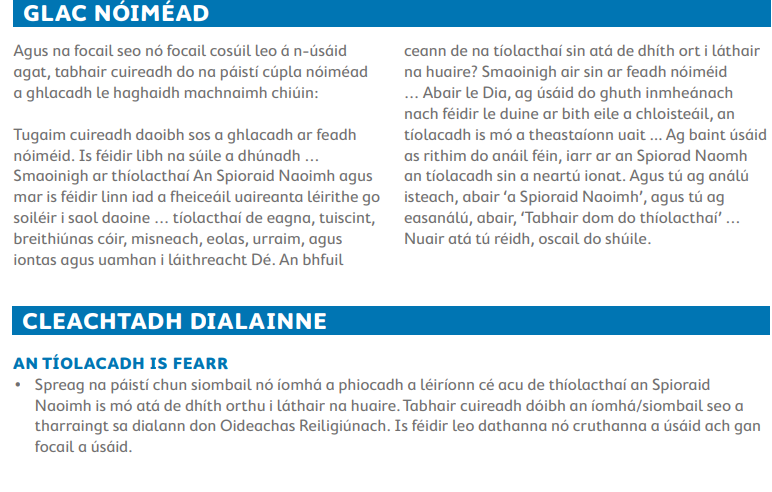 GLAC NÓIMÉAD
Agus na focail seo nó focail cosúil leo á n-úsáid
agat, tabhair cuireadh do na páistí cúpla nóiméad
a ghlacadh le haghaidh machnaimh chiúin:
Tugaim cuireadh daoibh sos a ghlacadh ar feadh
nóiméid. Is féidir libh na súile a dhúnadh …
Smaoinigh ar thíolacthaí An Spioraid Naoimh agus
mar is féidir linn iad a fheiceáil uaireanta léirithe go
soiléir i saol daoine … tíolacthaí de eagna, tuiscint,
breithiúnas cóir, misneach, eolas, urraim, agus
iontas agus uamhan i láithreacht Dé. An bhfuil
ceann de na tíolacthaí sin atá de dhíth ort i láthair
na huaire? Smaoinigh air sin ar feadh nóiméid
… Abair le Dia, ag úsáid do ghuth inmheánach
nach féidir le duine ar bith eile a chloisteáil, an
tíolacadh is mó a theastaíonn uait ... Ag baint úsáid
as rithim do anáil féin, iarr ar an Spiorad Naomh
an tíolacadh sin a neartú ionat. Agus tú ag análú
isteach, abair ‘a Spioraid Naoimh’, agus tú ag
easanálú, abair, ‘Tabhair dom do thíolacthaí’ …
Nuair atá tú réidh, oscail do shúile.
CLEACHTADH DIALAINNE
AN TÍOLACADH IS FEARR
• Spreag na páistí chun siombail nó íomhá a phiocadh a léiríonn cé acu de thíolacthaí an Spioraid
Naoimh is mó atá de dhíth orthu i láthair na huaire. Tabhair cuireadh dóibh an íomhá/siombail seo a
tharraingt sa dialann don Oideachas Reiligiúnach. Is féidir leo dathanna nó cruthanna a úsáid ach gan
focail a úsáid.